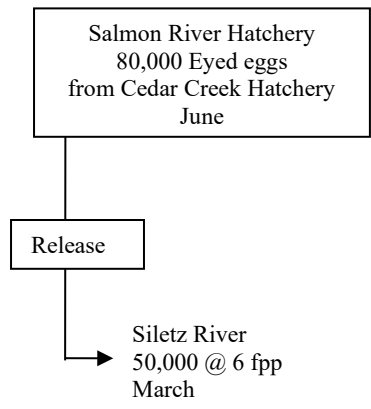 Salmon River Hatchery
80,000 Eyed eggs
from Cedar Creek Hatchery
June
Release
Siletz River
50,000 @ 6 fpp
March